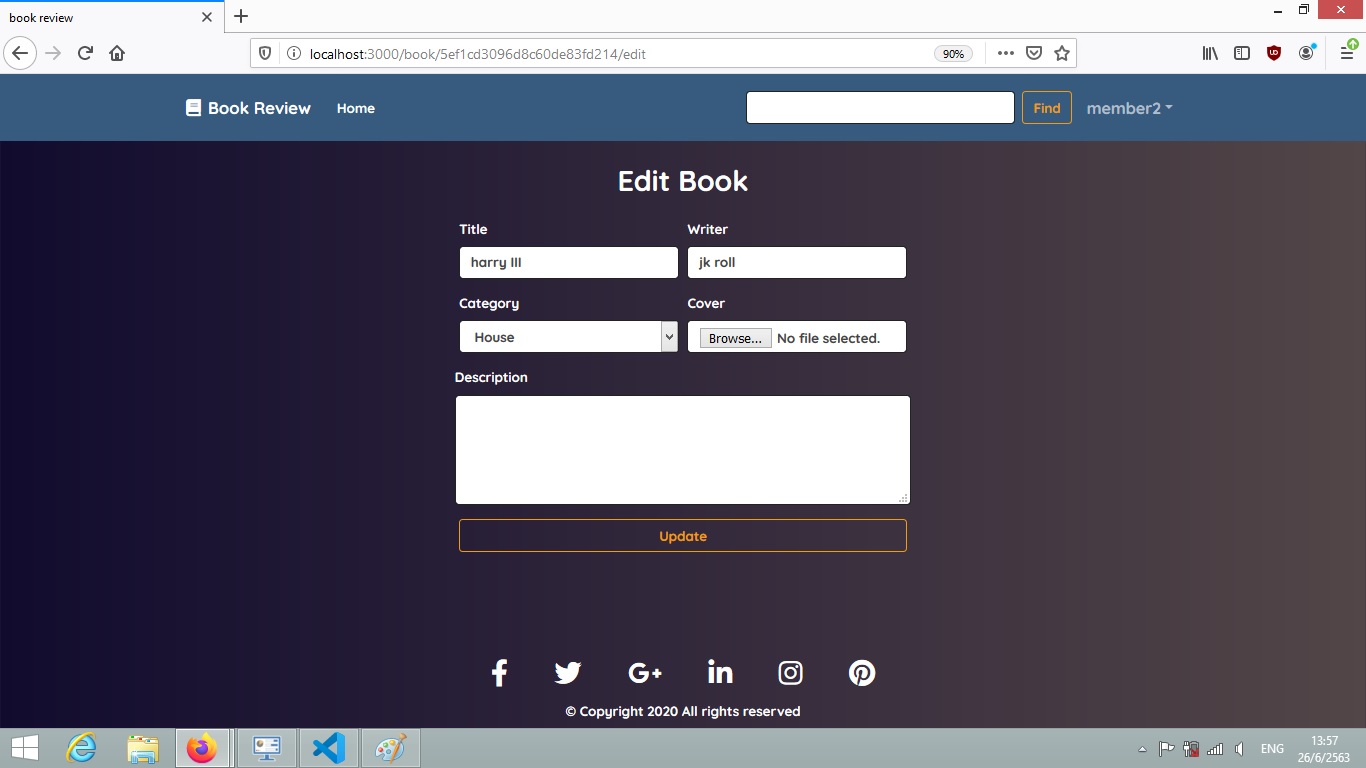 book review
localhost:3000/book/5ef1cd3096d8c60de83fd214/edit
90%
Book Review
Home
Find
member2
Edit Book
Title
Writer
harry III
jk roll
Category
Cover
House
Browse...
No file selected.
Description
Update
© Copyright 2020 All rights reserved
ENG
13:57
26/6/2563